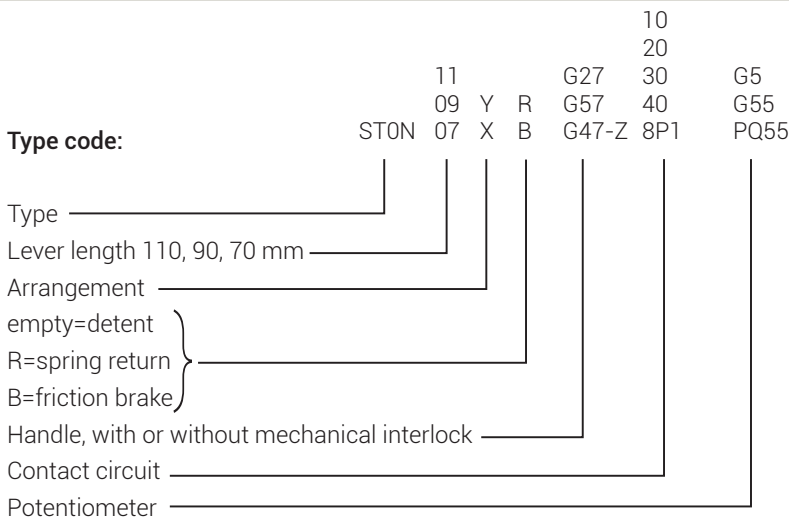 10
20
11 G27 30 G5
09 Y R G57 40 G55
Type code: ST0N 07 X B G47-Z 8P1 PQ55
Type
Lever length 110, 90, 70 mm
Arrangement
empty=detent
R=spring return
B=friction brake
Handle, with or without mechanical interlock
Contact circuit
Potentiometer